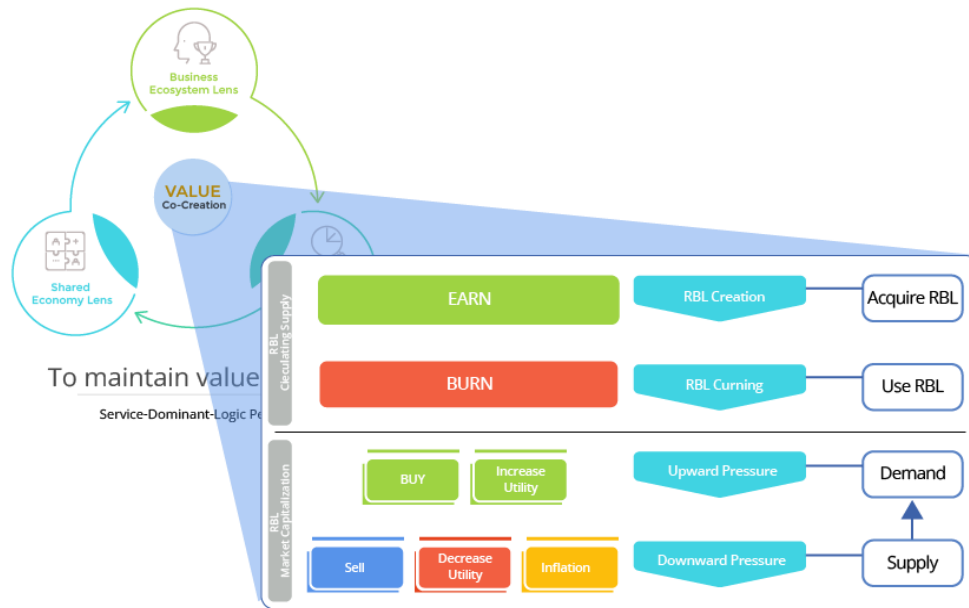 Business
Ecosystem Lens
VALUE
Co-Creation
Shared
Economy Lens
To maintain value
Service-Dominant-Logic Pe
RBL
Cleculating Supply
EARN
RBL Creation
Acquire RBL
BURN
RBL Curning
Use RBL
RBL
Market Capitalization
BUY
Increase
Utility
Upward Pressure
Demand
Sell
Decrease
Utility
Inflation
Downward Pressure
Supply